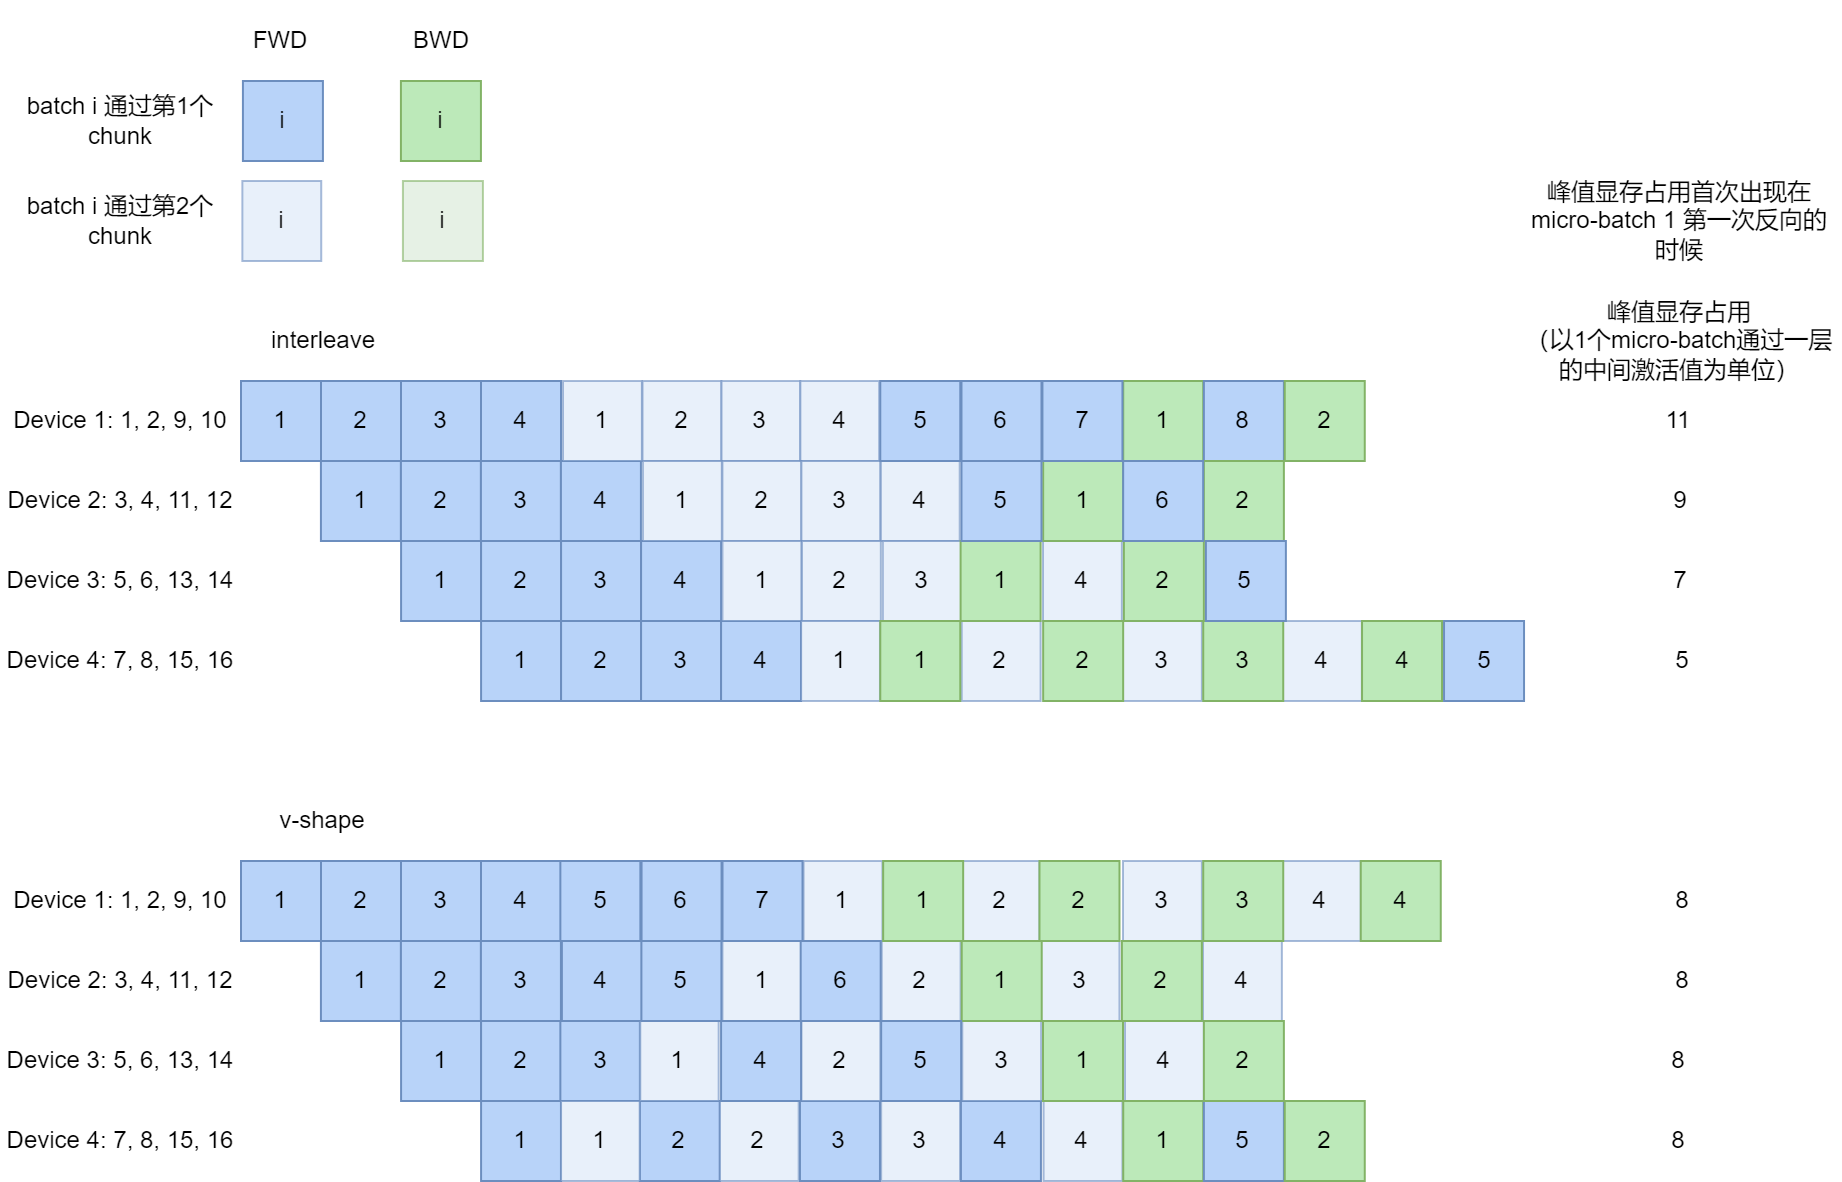 FWD BWD
batch i 通过第1个
chunk
i i
batch i 通过第2个
chunk
i i
峰值显存占用首次出现在
micro-batch 1 第一次反向的
时候
峰值显存占用
（以1个micro-batch通过一层
的中间激活值为单位）
interleave
Device 1: 1, 2, 9, 10 1 2 3 4 1 2 3 4 5 6 7 1 8 2 11
Device 2: 3, 4, 11, 12 1 2 3 4 1 2 3 4 5 1 6 2 9
Device 3: 5, 6, 13, 14 1 2 3 4 1 2 3 1 4 2 5 7
Device 4: 7, 8, 15, 16 1 2 3 4 1 1 2 2 3 3 4 4 5 5
v-shape
Device 1: 1, 2, 9, 10 1 2 3 4 5 6 7 1 1 2 2 3 3 4 4 8
Device 2: 3, 4, 11, 12 1 2 3 4 5 1 6 2 1 3 2 4 8
Device 3: 5, 6, 13, 14 1 2 3 1 4 2 5 3 1 4 2 8
Device 4: 7, 8, 15, 16 1 1 2 2 3 3 4 4 1 5 2 8